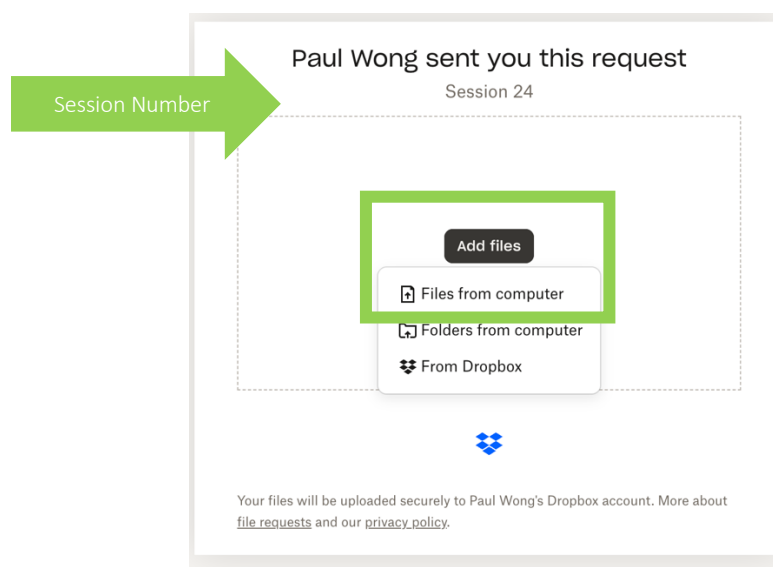 Paul Wong sent you this request
Session 24
Session Number
Add files
Files from computer
Folders from computer
From Dropbox
Your files will be uploaded securely to Paul Wong's Dropbox account. More about
file requests and our privacy policy.